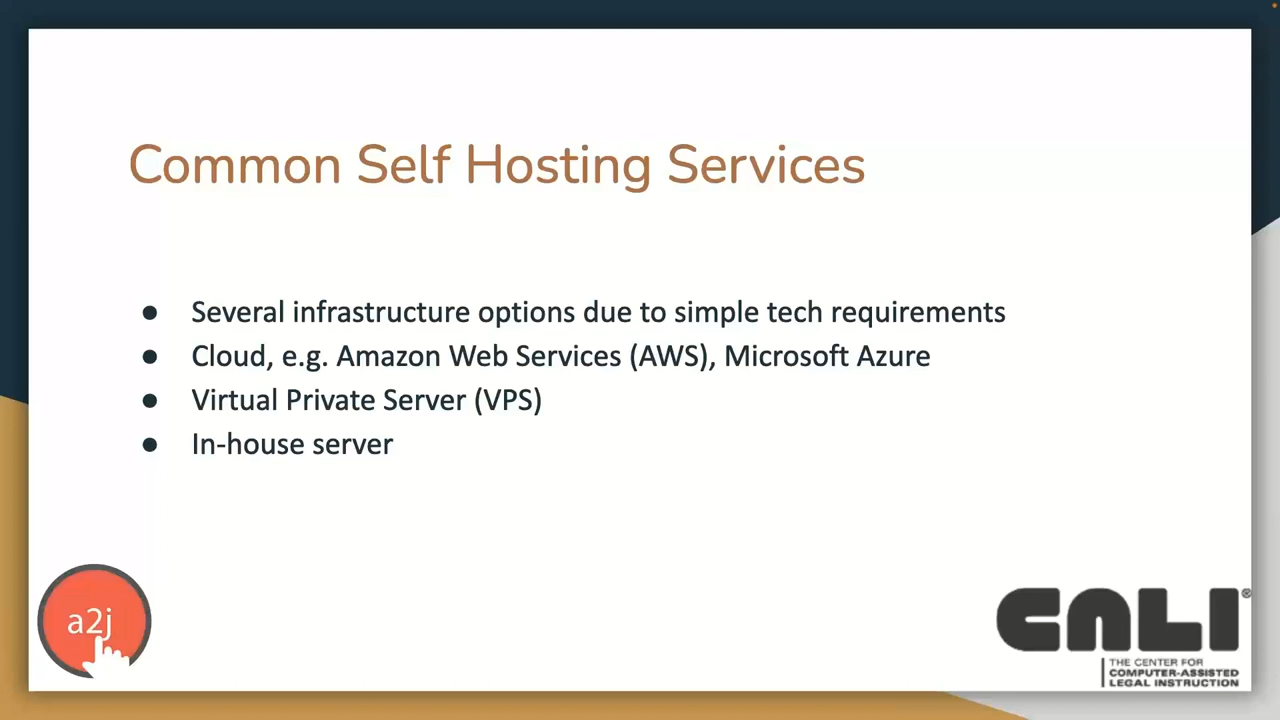 Common Self Hosting Services
● Several infrastructure options due to simple tech requirements
● Cloud, e.g. Amazon Web Services (AWS), Microsoft Azure
● Virtual Private Server (VPS)
● In-house server
a2j
CALI®
THE CENTER FOR
COMPUTER-ASSISTED
LEGAL INSTRUCTION